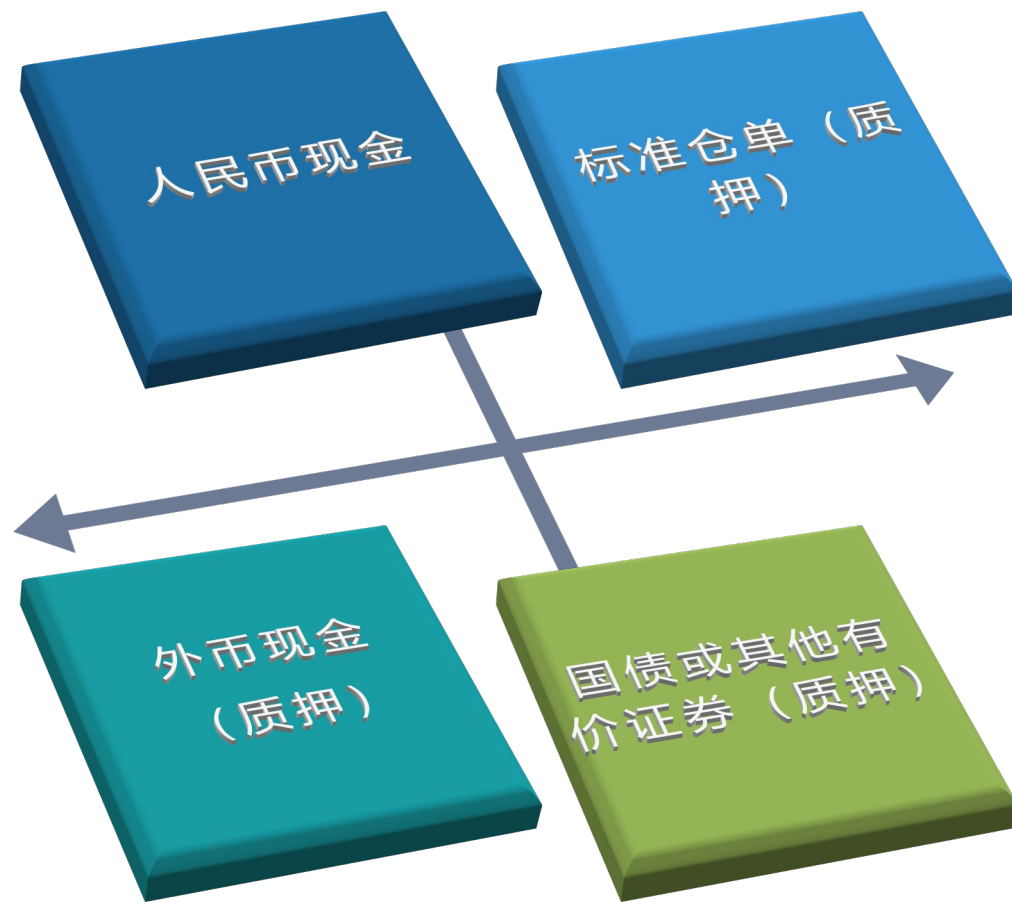 人民币现金
标准仓单（质
押）
外币现金
（质押）
国债或其他有
价证券（质押）